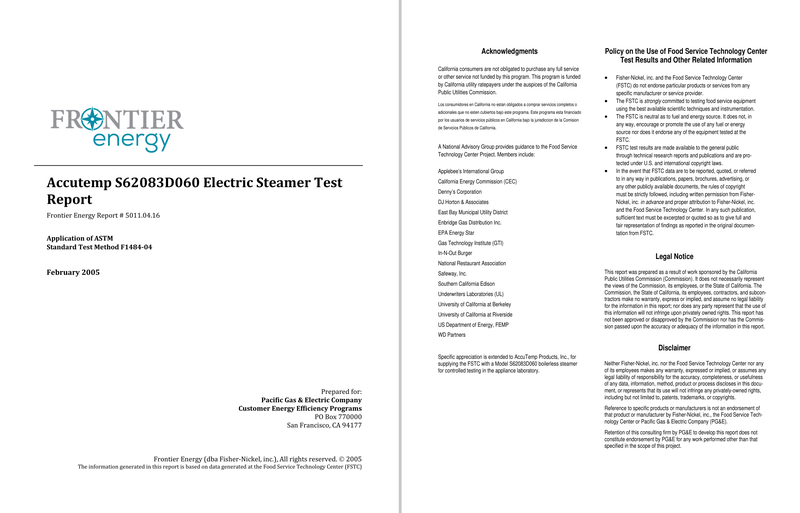 FRONTIER
energy
Accutemp S62083D060 Electric Steamer Test
Report
Frontier Energy Report # 5011.04.16
Application of ASTM
Standard Test Method F1484-04
February 2005
Prepared for:
Pacific Gas & Electric Company
Customer Energy Efficiency Programs
PO Box 770000
San Francisco, CA 94177
Frontier Energy (dba Fisher-Nickel, inc.), All rights reserved. © 2005
The information generated in this report is based on data generated at the Food Service Technology Center (FSTC)
Acknowledgments
California consumers are not obligated to purchase any full service
or other service not funded by this program. This program is funded
by California utility ratepayers under the auspices of the California
Public Utilities Commission.
Los consumidores en California no estan obligados a comprar servicios completos o
adicionales que no esten cubiertos bajo este programa. Este programa esta financiado
por los usuarios de servicios públicos en California bajo la jurisdiccion de la Comision
de Servicios Públicos de California.
A National Advisory Group provides guidance to the Food Service
Technology Center Project. Members include:
Applebee's International Group
California Energy Commission (CEC)
Denny's Corporation
DJ Horton & Associates
East Bay Municipal Utility District
Enbridge Gas Distribution Inc.
EPA Energy Star
Gas Technology Institute (GTI)
In-N-Out Burger
National Restaurant Association
Safeway, Inc.
Southern California Edison
Underwriters Laboratories (UL)
University of California at Berkeley
University of California at Riverside
US Department of Energy, FEMP
WD Partners
Specific appreciation is extended to AccuTemp Products, Inc., for
supplying the FSTC with a Model S62083D060 boilerless steamer
for controlled testing in the appliance laboratory.
Policy on the Use of Food Service Technology Center
Test Results and Other Related Information
• Fisher-Nickel, inc. and the Food Service Technology Center
(FSTC) do not endorse particular products or services from any
specific manufacturer or service provider.
• The FSTC is strongly committed to testing food service equipment
using the best available scientific techniques and instrumentation.
• The FSTC is neutral as to fuel and energy source. It does not, in
any way, encourage or promote the use of any fuel or energy
source nor does it endorse any of the equipment tested at the
FSTC.
• FSTC test results are made available to the general public
through technical research reports and publications and are pro-
tected under U.S. and international copyright laws.
• In the event that FSTC data are to be reported, quoted, or referred
to in any way in publications, papers, brochures, advertising, or
any other publicly available documents, the rules of copyright
must be strictly followed, including written permission from Fisher-
Nickel, inc. in advance and proper attribution to Fisher-Nickel, inc.
and the Food Service Technology Center. In any such publication,
sufficient text must be excerpted or quoted so as to give full and
fair representation of findings as reported in the original documen-
tation from FSTC.
Legal Notice
This report was prepared as a result of work sponsored by the California
Public Utilities Commission (Commission). It does not necessarily represent
the views of the Commission, its employees, or the State of California. The
Commission, the State of California, its employees, contractors, and subcon-
tractors make no warranty, express or implied, and assume no legal liability
for the information in this report; nor does any party represent that the use of
this information will not infringe upon privately owned rights. This report has
not been approved or disapproved by the Commission nor has the Commis-
sion passed upon the accuracy or adequacy of the information in this report.
Disclaimer
Neither Fisher-Nickel, inc. nor the Food Service Technology Center nor any
of its employees makes any warranty, expressed or implied, or assumes any
legal liability of responsibility for the accuracy, completeness, or usefulness
of any data, information, method, product or process discloses in this docu-
ment, or represents that its use will not infringe any privately-owned rights,
including but not limited to, patents, trademarks, or copyrights.
Reference to specific products or manufacturers is not an endorsement of
that product or manufacturer by Fisher-Nickel, inc., the Food Service Tech-
nology Center or Pacific Gas & Electric Company (PG&E).
Retention of this consulting firm by PG&E to develop this report does not
constitute endorsement by PG&E for any work performed other than that
specified in the scope of this project.